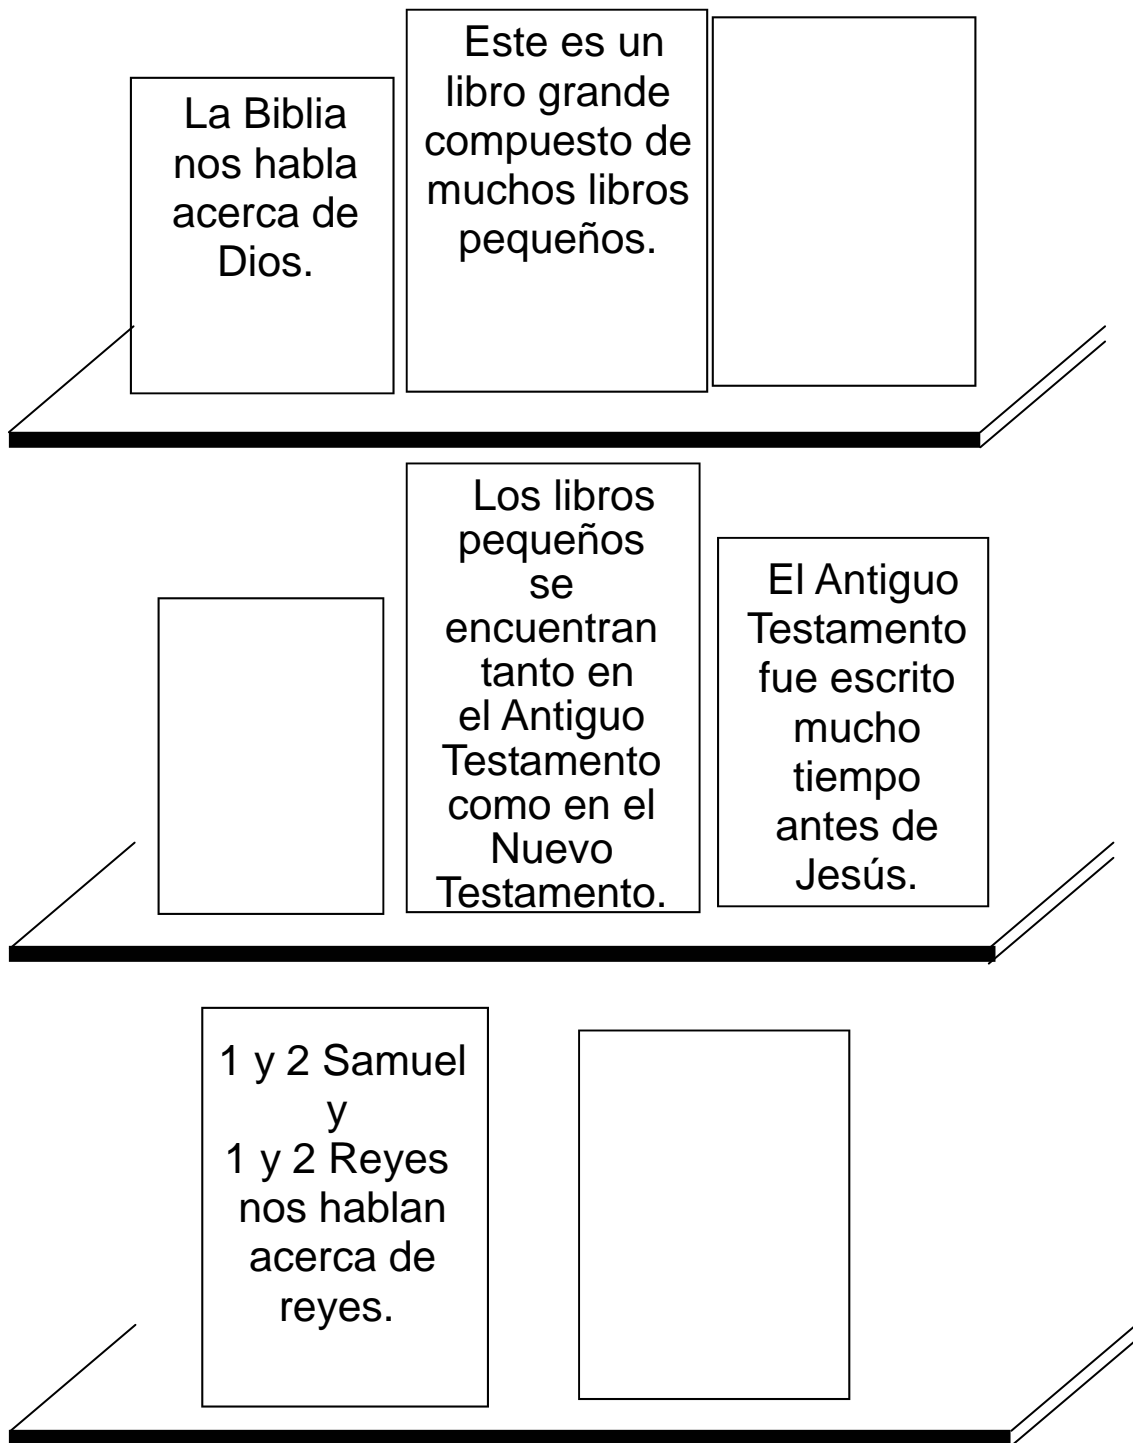 La Biblia
nos habla
acerca de
Dios.
Este es un
libro grande
compuesto de
muchos libros
pequeños.
Los libros
pequeños
se
encuentran
tanto en
el Antiguo
Testamento
como en el
Nuevo
Testamento.
El Antiguo
Testamento
fue escrito
mucho
tiempo
antes de
Jesús.
1 y 2 Samuel
y
1 y 2 Reyes
nos hablan
acerca de
reyes.